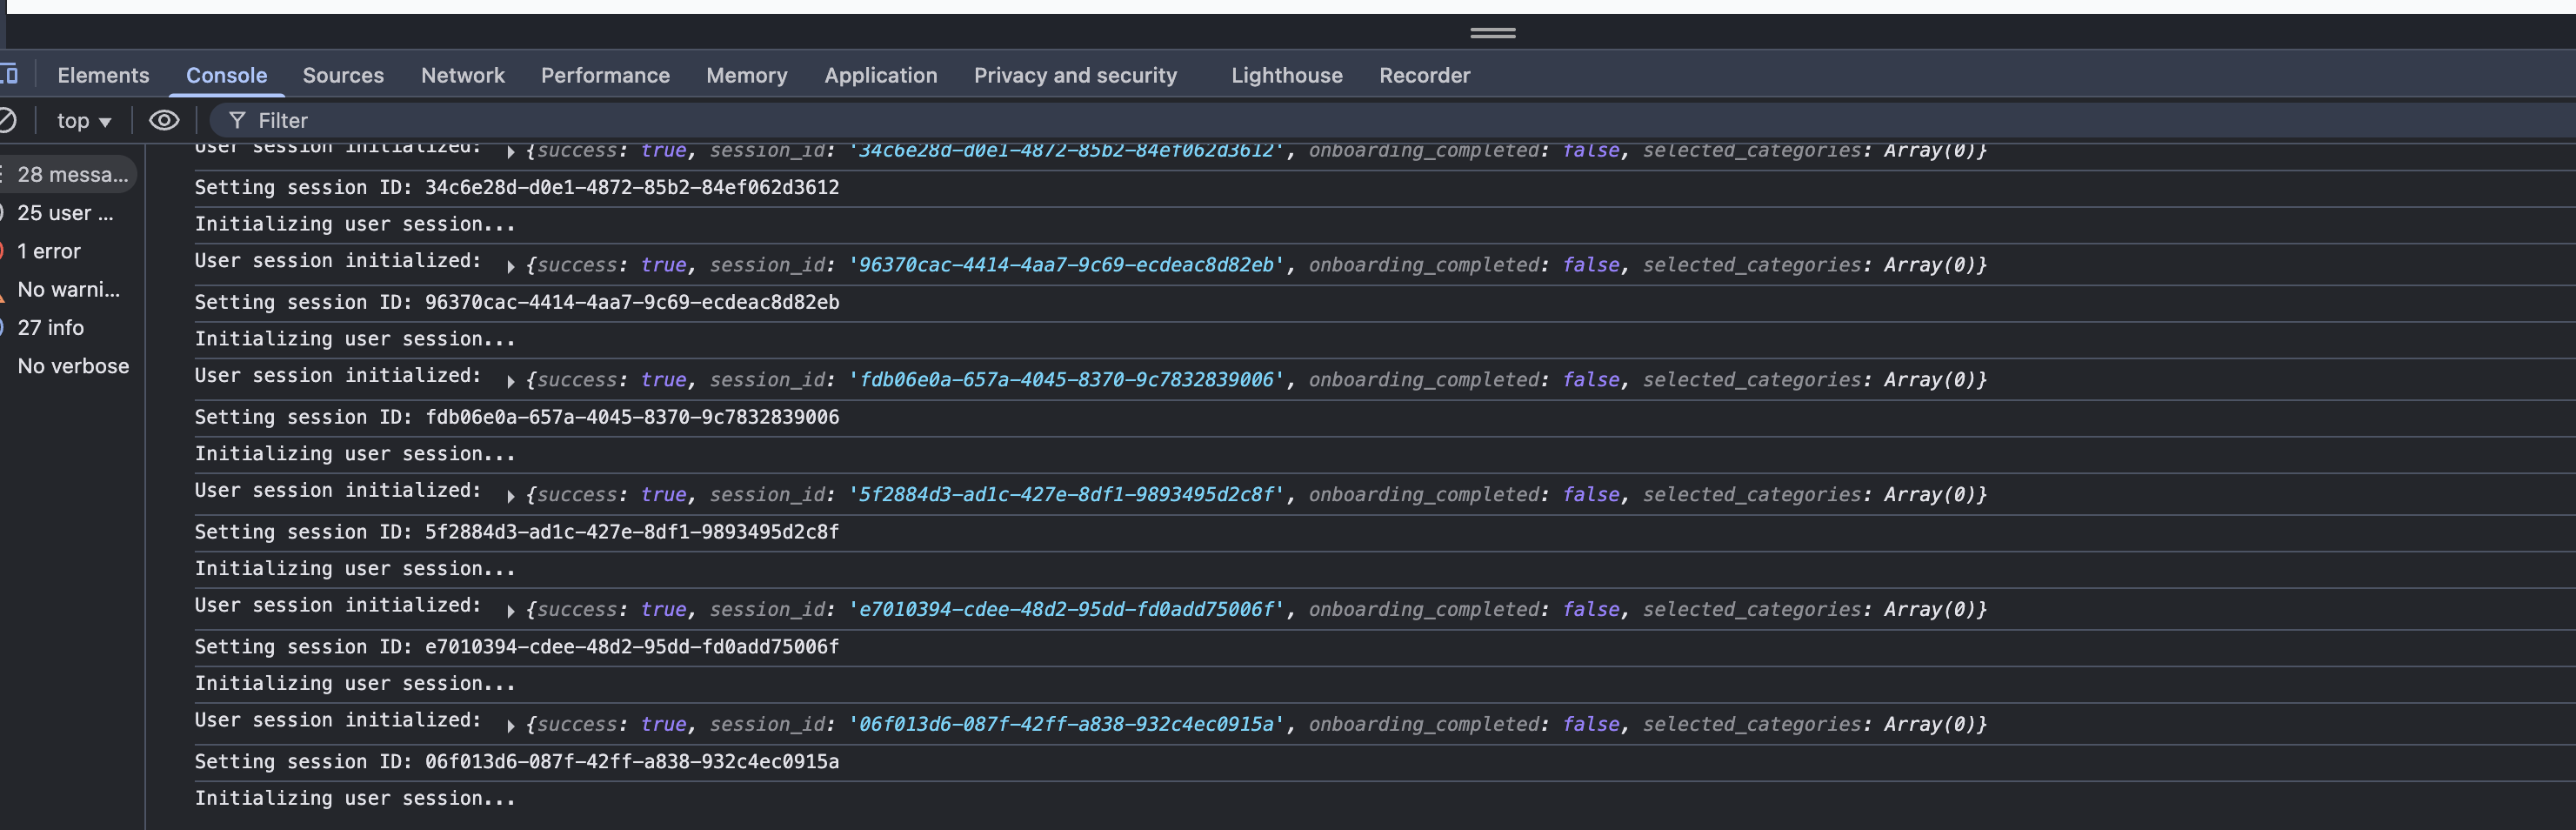 Elements Console Sources Network Performance Memory Application Privacy and security Lighthouse Recorder
top Filter
28 messa...
25 user ...
1 error
No warni...
27 info
No verbose
User session initialized: {success: true, session_id: '34c6e28d-d0e1-4872-85b2-84ef062d3612', onboarding_completed: false, selected_categories: Array(0)}
Setting session ID: 34c6e28d-d0e1-4872-85b2-84ef062d3612
Initializing user session...
User session initialized: {success: true, session_id: '96370cac-4414-4aa7-9c69-ecdeac8d82eb', onboarding_completed: false, selected_categories: Array(0)}
Setting session ID: 96370cac-4414-4aa7-9c69-ecdeac8d82eb
Initializing user session...
User session initialized: {success: true, session_id: 'fdb06e0a-657a-4045-8370-9c7832839006', onboarding_completed: false, selected_categories: Array(0)}
Setting session ID: fdb06e0a-657a-4045-8370-9c7832839006
Initializing user session...
User session initialized: {success: true, session_id: '5f2884d3-ad1c-427e-8df1-9893495d2c8f', onboarding_completed: false, selected_categories: Array(0)}
Setting session ID: 5f2884d3-ad1c-427e-8df1-9893495d2c8f
Initializing user session...
User session initialized: {success: true, session_id: 'e7010394-cdee-48d2-95dd-fd0add75006f', onboarding_completed: false, selected_categories: Array(0)}
Setting session ID: e7010394-cdee-48d2-95dd-fd0add75006f
Initializing user session...
User session initialized: {success: true, session_id: '06f013d6-087f-42ff-a838-932c4ec0915a', onboarding_completed: false, selected_categories: Array(0)}
Setting session ID: 06f013d6-087f-42ff-a838-932c4ec0915a
Initializing user session...